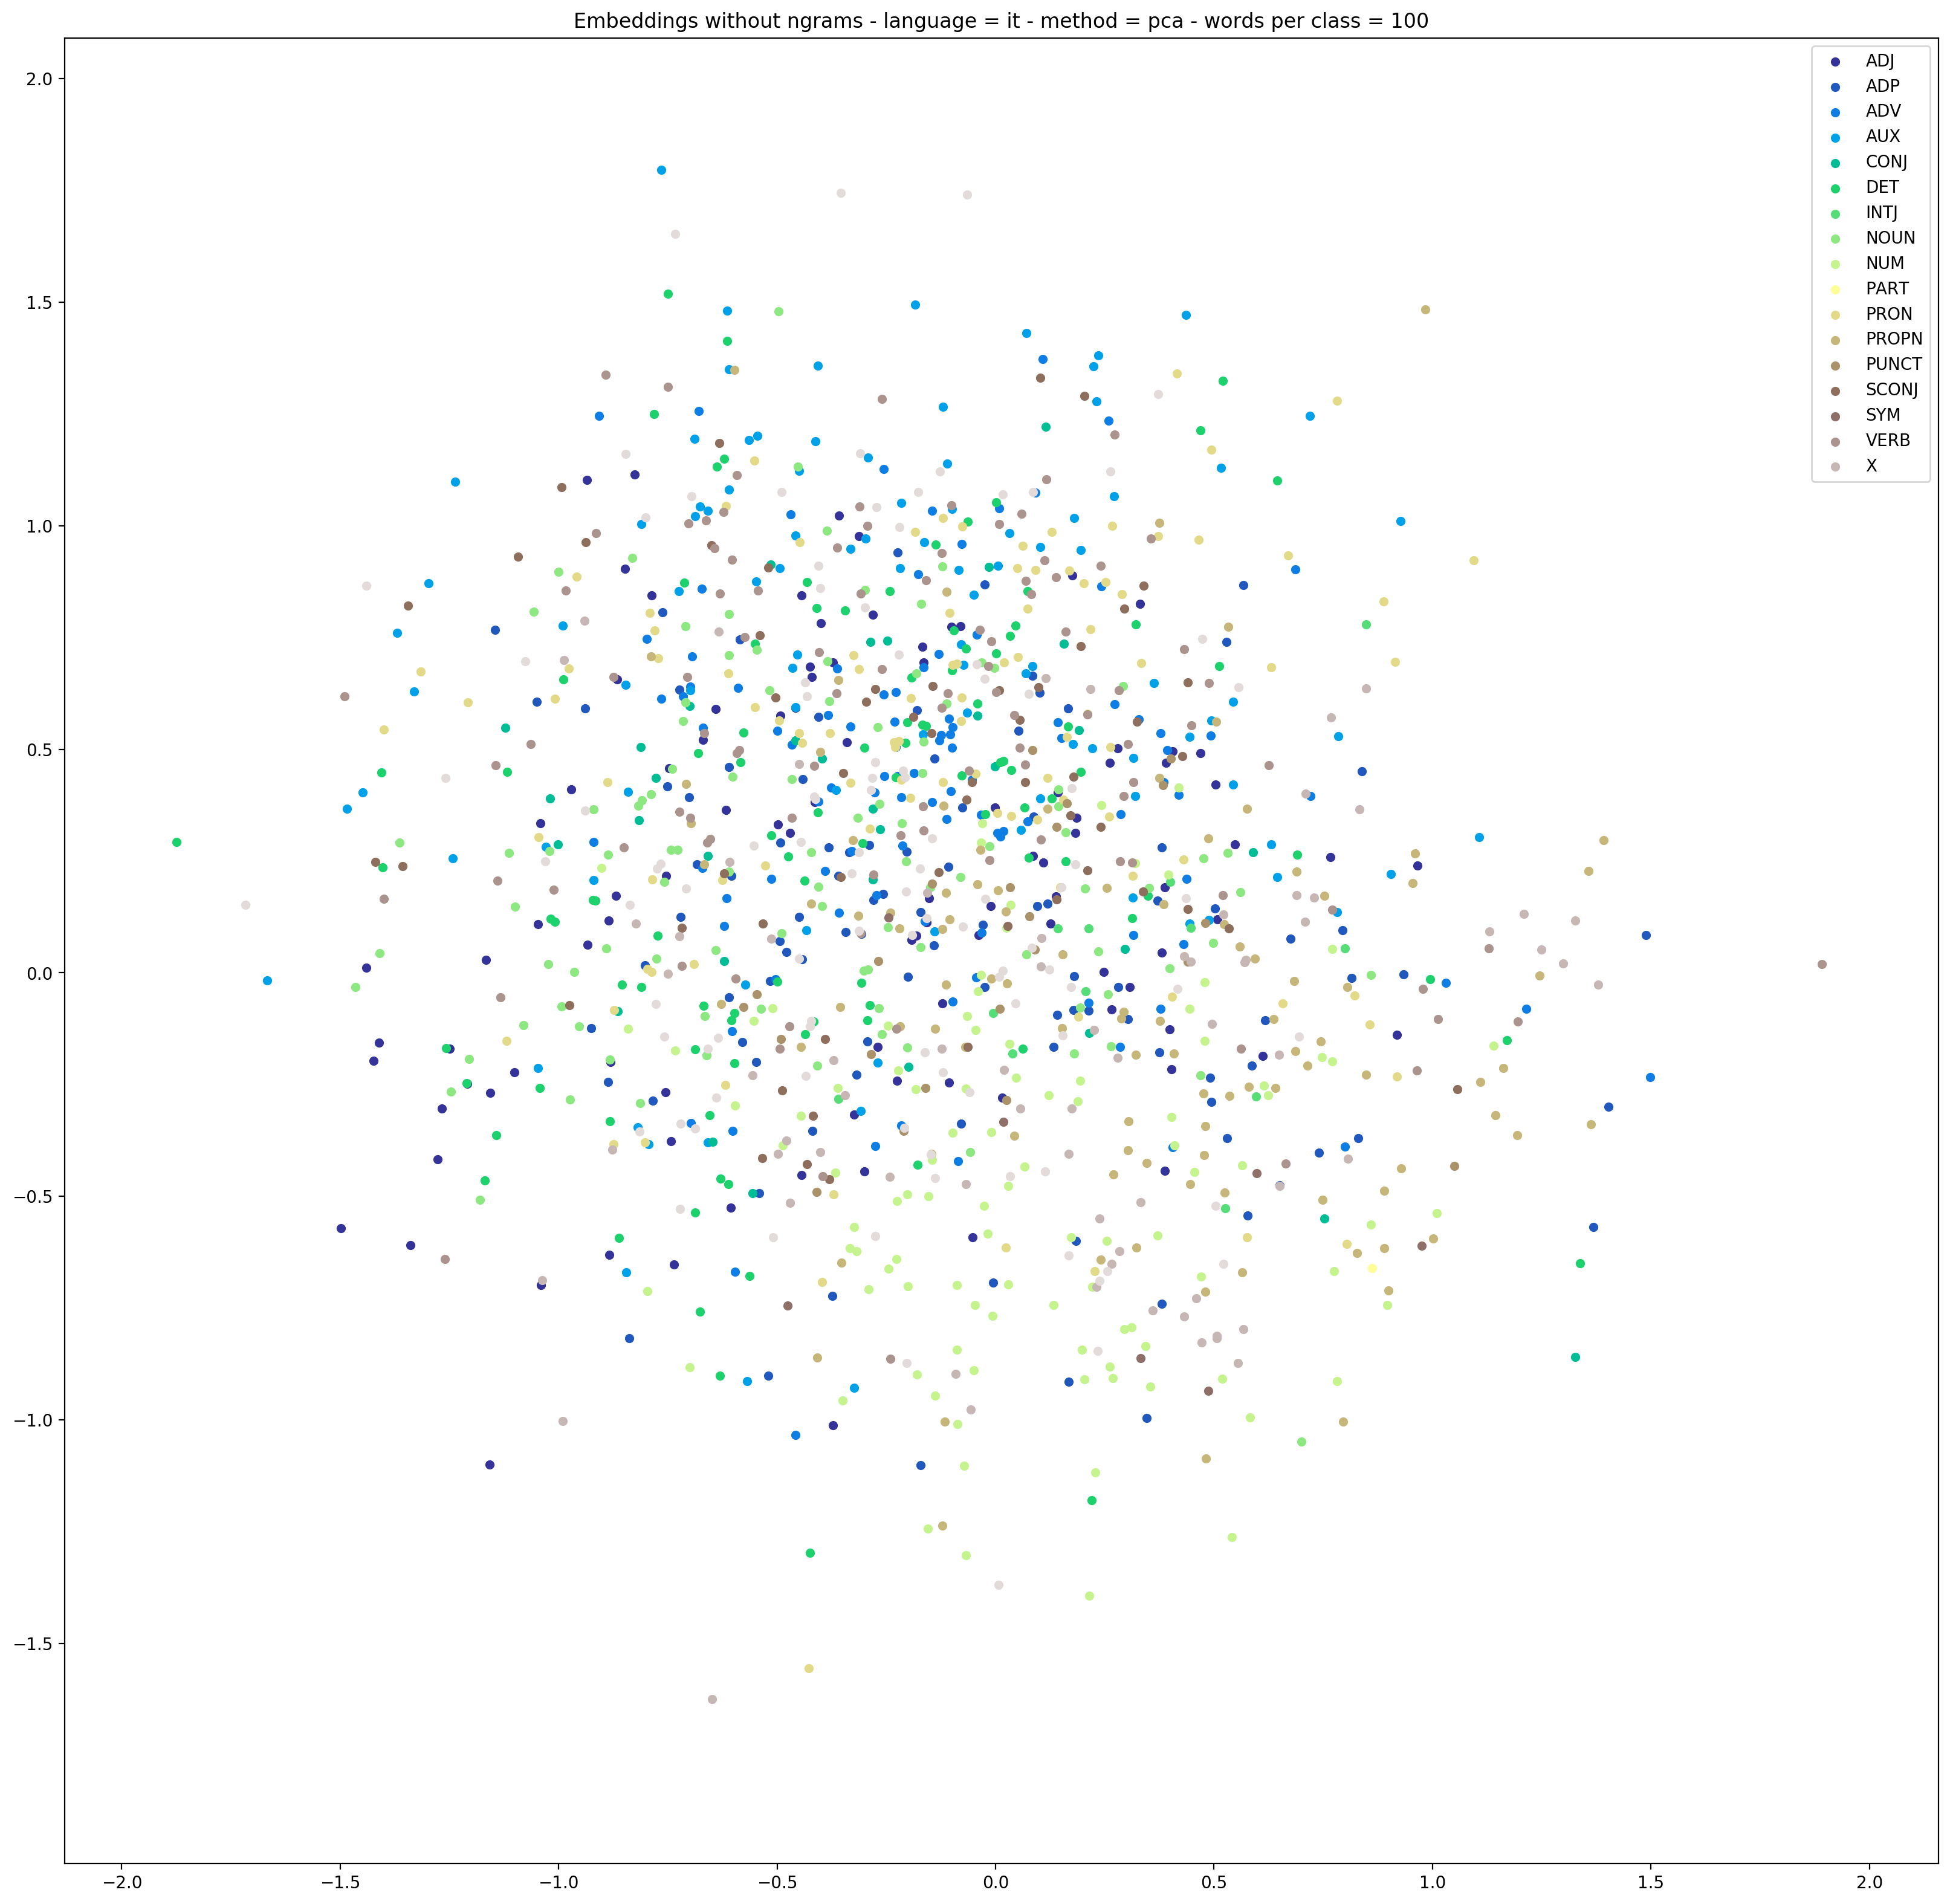 Embeddings without ngrams - language = it - method = pca - words per class = 100
ADJ
ADP
ADV
AUX
CONJ
DET
INTJ
NOUN
NUM
PART
PRON
PROPN
PUNCT
SCONJ
SYM
VERB
X
2.0
1.5
1.0
0.5
0.0
−0.5
−1.0
−1.5
−2.0 −1.5 −1.0 −0.5 0.0 0.5 1.0 1.5 2.0